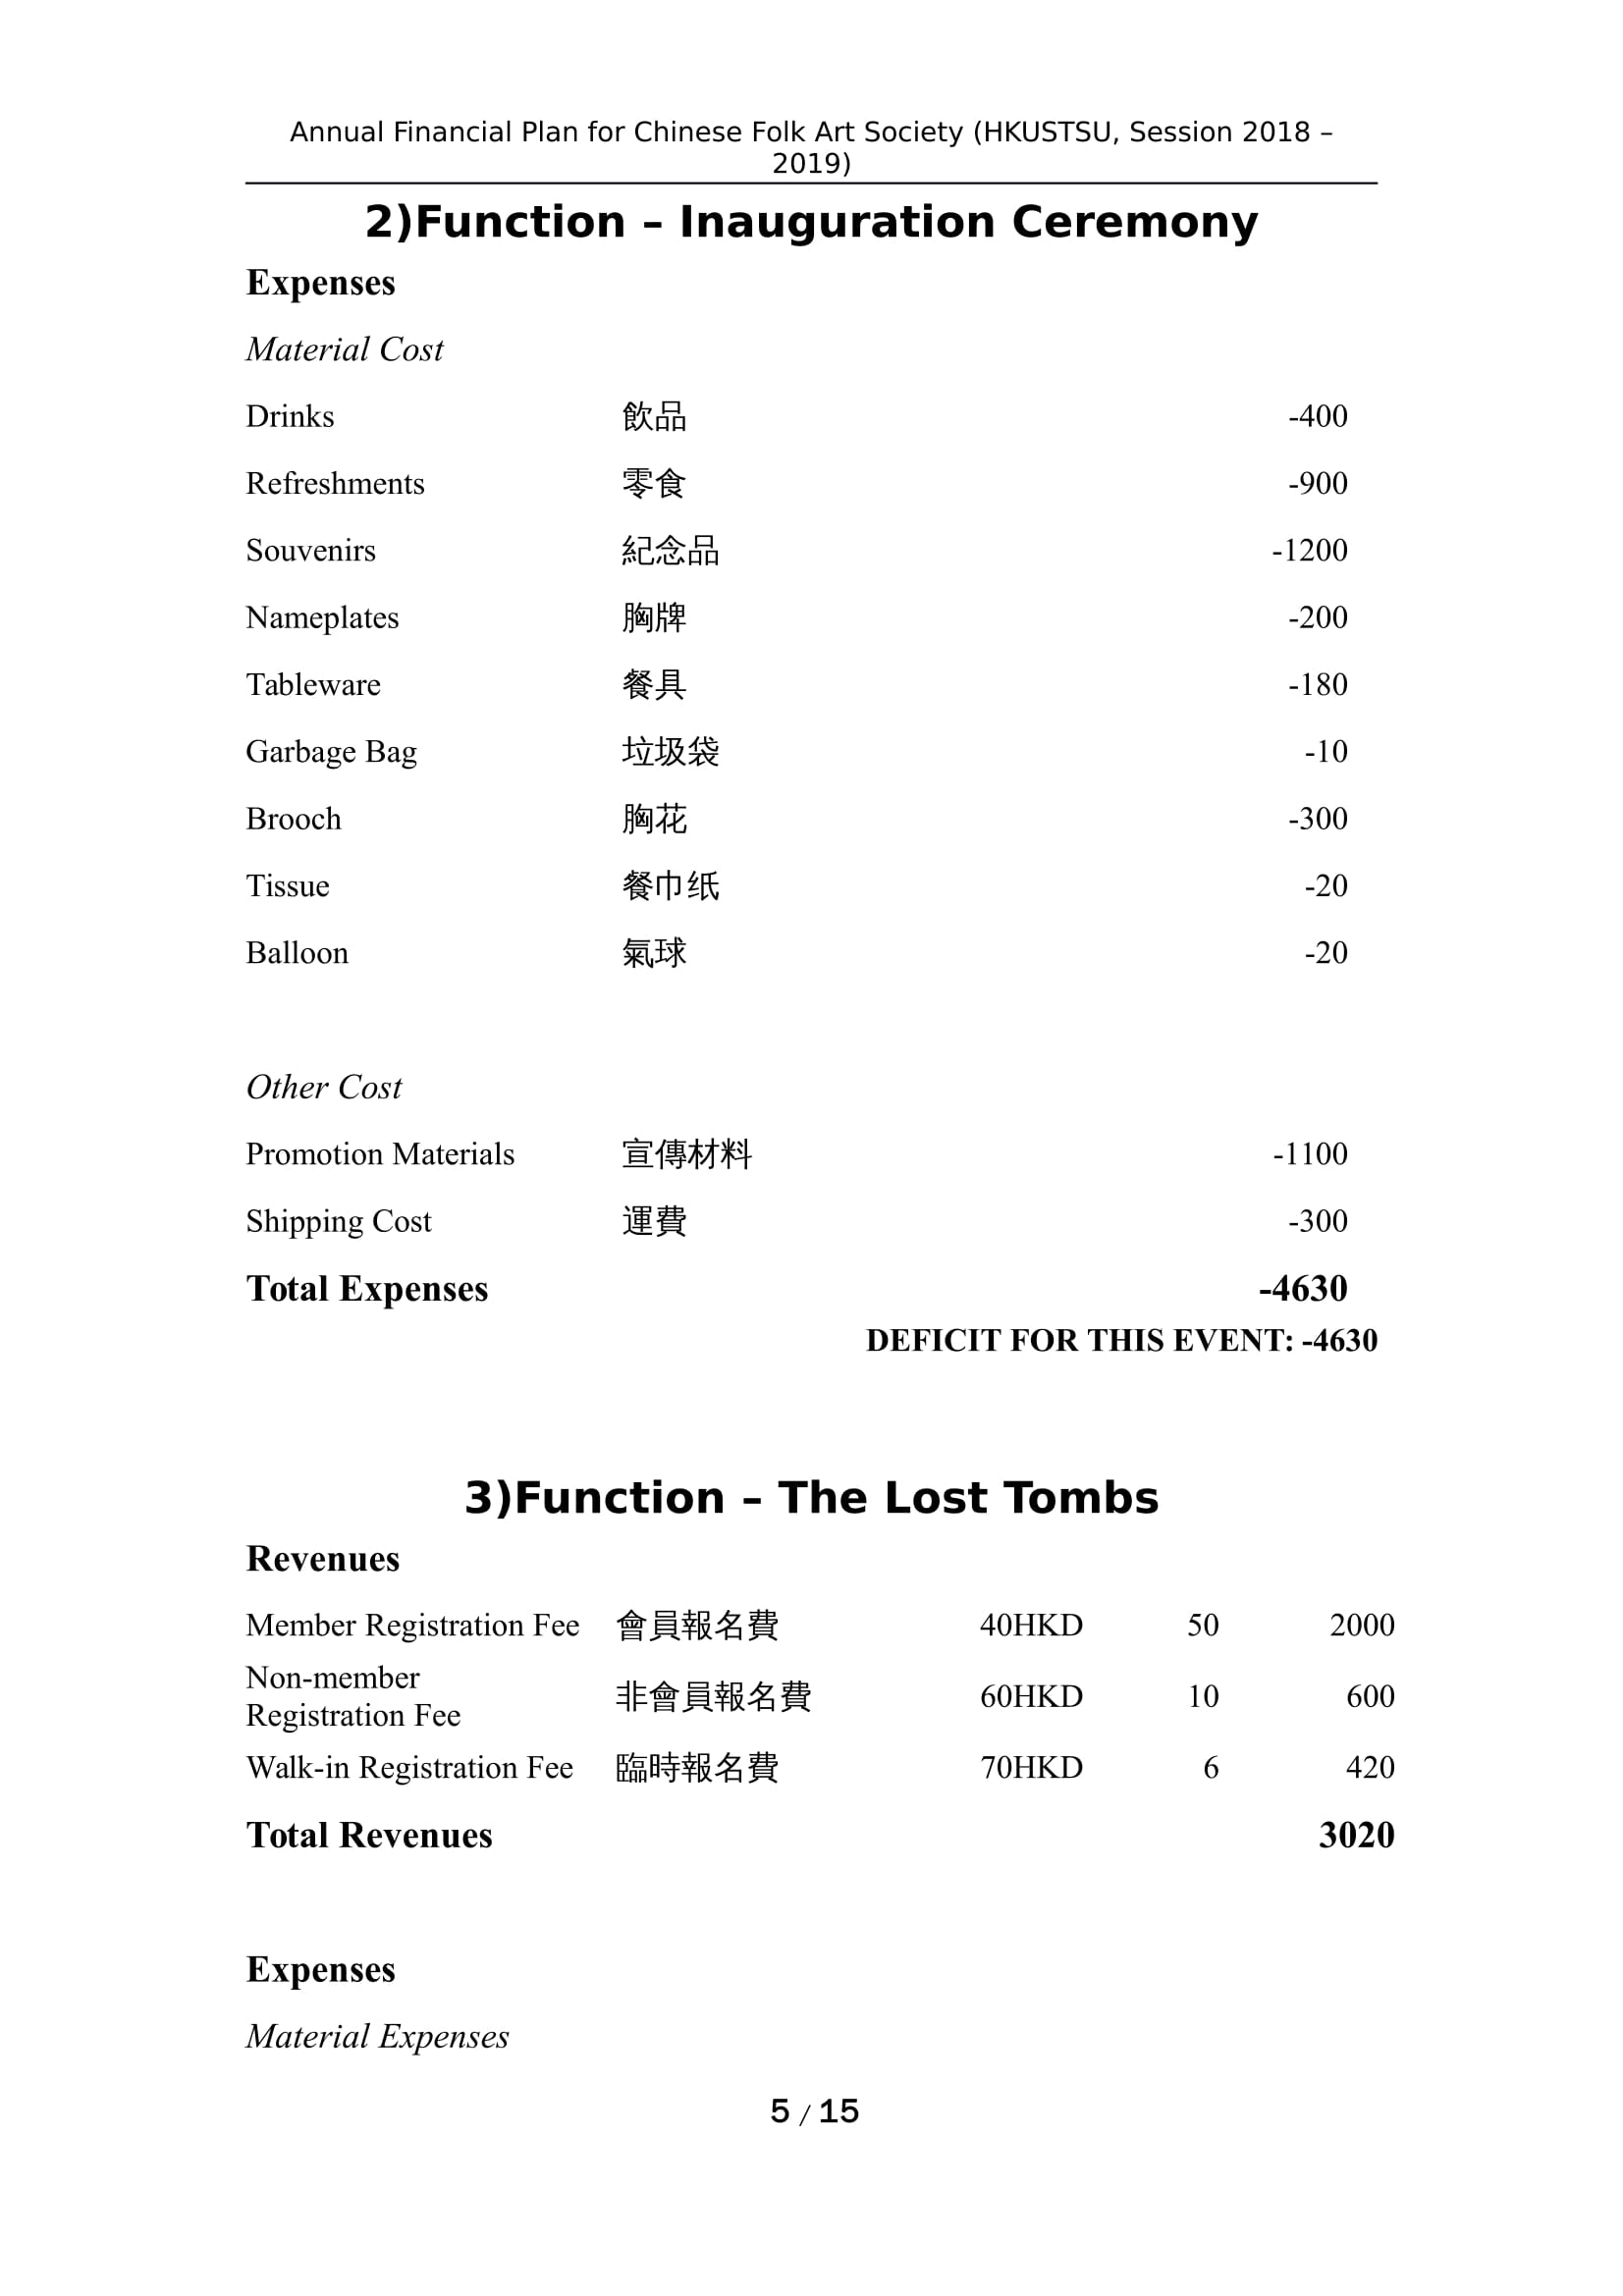 Annual Financial Plan for Chinese Folk Art Society (HKUSTSU, Session 2018 –
2019)
2)Function – Inauguration Ceremony
Expenses
Material Cost
Drinks 飲品 -400
Refreshments 零食 -900
Souvenirs 紀念品 -1200
Nameplates 胸牌 -200
Tableware 餐具 -180
Garbage Bag 垃圾袋 -10
Brooch 胸花 -300
Tissue 餐巾纸 -20
Balloon 氣球 -20
Other Cost
Promotion Materials 宣傳材料 -1100
Shipping Cost 運費 -300
Total Expenses -4630
DEFICIT FOR THIS EVENT: -4630
3)Function – The Lost Tombs
Revenues
Member Registration Fee 會員報名費 40HKD 50 2000
Non-member
Registration Fee 非會員報名費 60HKD 10 600
Walk-in Registration Fee 臨時報名費 70HKD 6 420
Total Revenues 3020
Expenses
Material Expenses
5 / 15